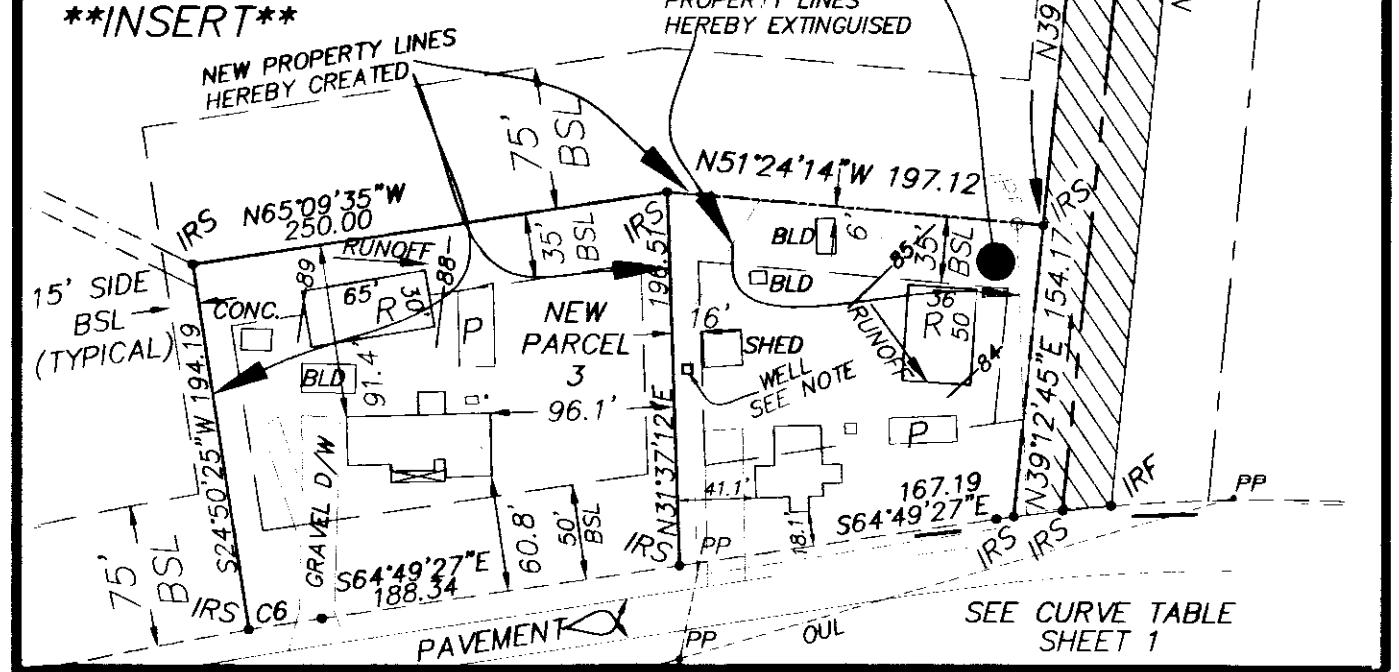 **INSERT**
PROPERTY LINES
HEREBY EXTINGUISED
NEW PROPERTY LINES
HEREBY CREATED
N39
75'
BSL
N51°24'14"W 197.12
IRS
N65°09'35"W
250.00
IRS
IRS
RUNOFF
88
89
35'
BSL
BLD
6'
85
35'
BSL
15' SIDE
BSL
(TYPICAL)
CONC.
65'
30'
R
P
BLD
NEW
PARCEL
3
16'
SHED
WELL
SEE NOTE
RUNOFF
36
R
50
84
BLD
91.4'
96.1'
P
S24°50'25"W 194.19
N31°37'12"E
N39°12'45"E 154.17
GRAVEL D/W
60.8'
50'
BSL
41.1'
18.1'
167.19
S64°49'27"E
IRF
PP
75'
BSL
IRS
C6
S64°49'27"E
188.34
IRS
PP
IRS
IRS
PAVEMENT
PP
OUL
SEE CURVE TABLE
SHEET 1